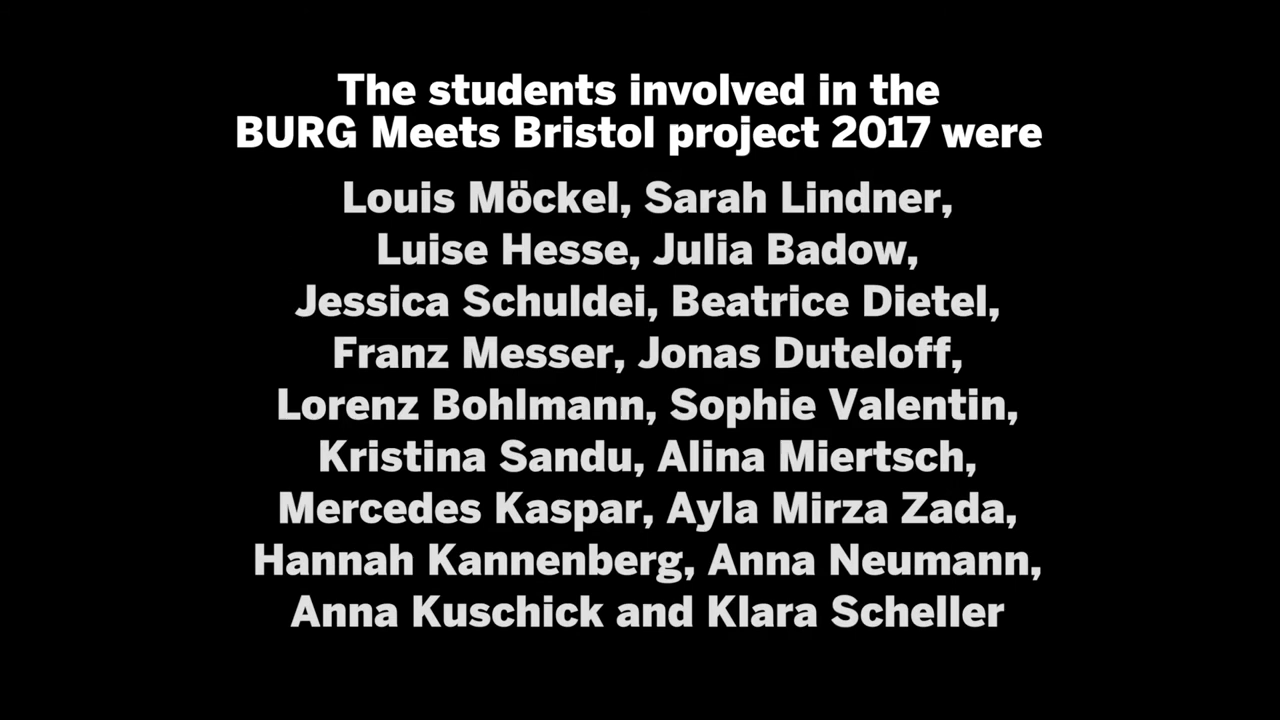 The students involved in the
BURG Meets Bristol project 2017 were
Louis Möckel, Sarah Lindner,
Luise Hesse, Julia Badow,
Jessica Schuldei, Beatrice Dietel,
Franz Messer, Jonas Duteloff,
Lorenz Bohlmann, Sophie Valentin,
Kristina Sandu, Alina Miertsch,
Mercedes Kaspar, Ayla Mirza Zada,
Hannah Kannenberg, Anna Neumann,
Anna Kuschick and Klara Scheller